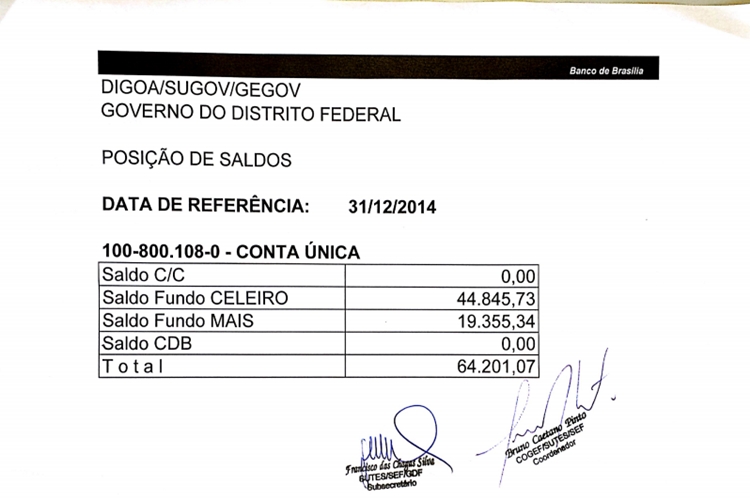 Banco de Brasília
DIGOA/SUGOV/GEGOV
GOVERNO DO DISTRITO FEDERAL
POSIÇÃO DE SALDOS
DATA DE REFERÊNCIA: 31/12/2014
100-800.108-0 - CONTA ÚNICA
Saldo C/C 0,00
Saldo Fundo CELEIRO 44.845,73
Saldo Fundo MAIS 19.355,34
Saldo CDB 0,00
Total 64.201,07
Bruno Caetano Pinto
COGEF/SUTES/SEF
Coordenador
Francisco das Chagas Silva
SUTES/SEF/GDF
Subsecretário